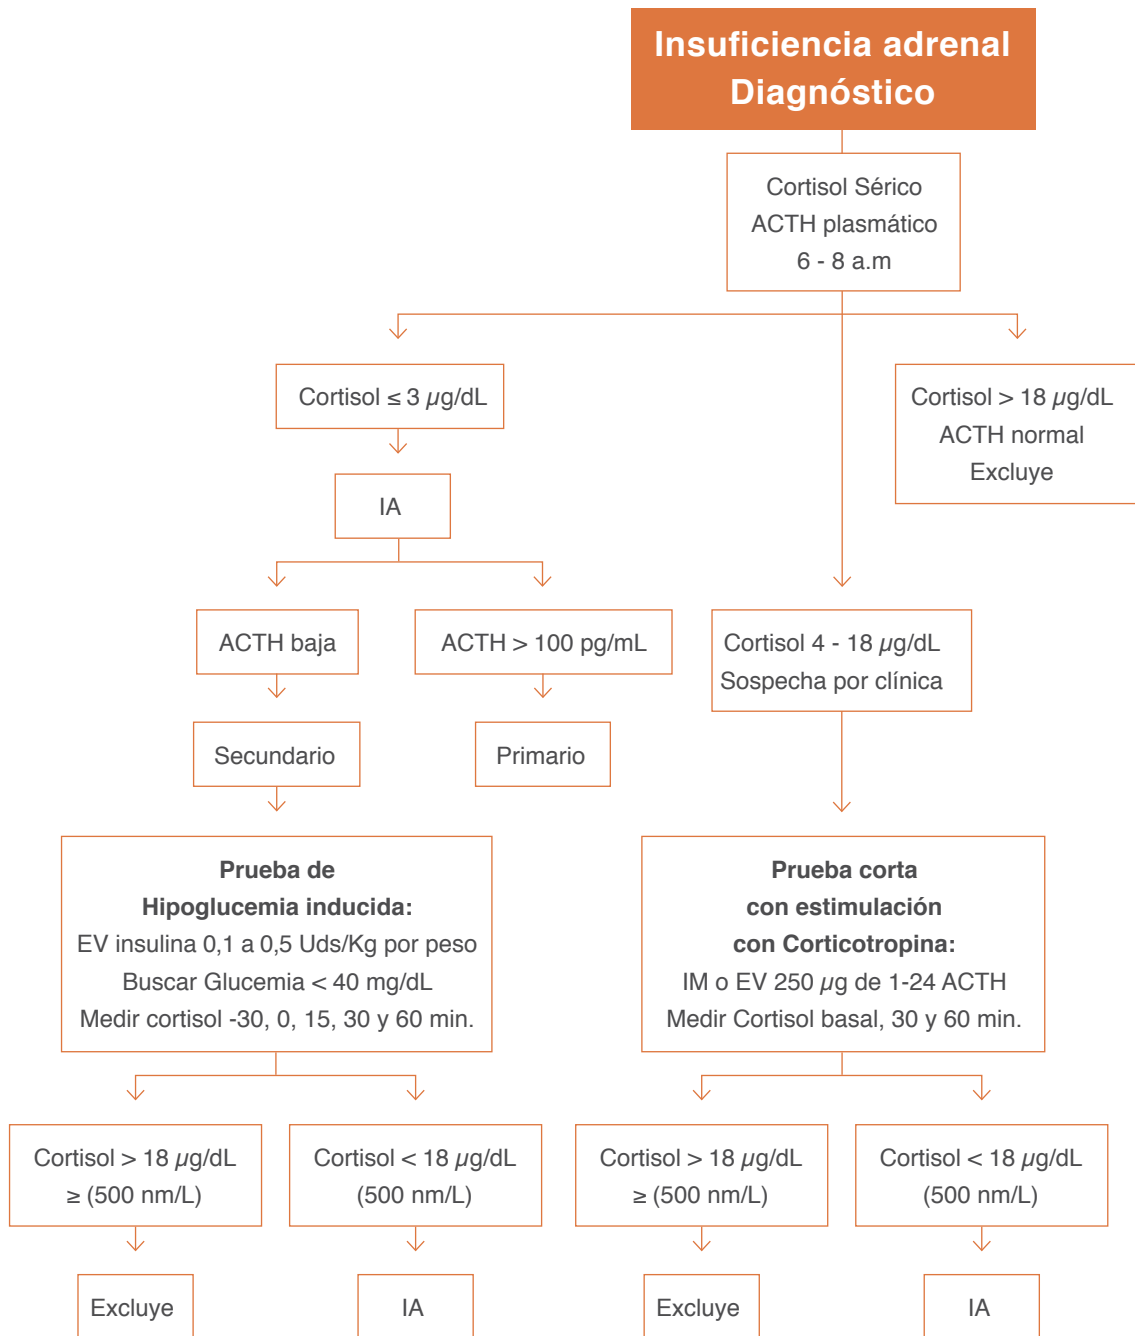 Insuficiencia adrenal
Diagnóstico
Cortisol Sérico
ACTH plasmático
6 - 8 a.m
Cortisol ≤ 3 µg/dL
Cortisol > 18 µg/dL
ACTH normal
Excluye
IA
ACTH baja
ACTH > 100 pg/mL
Cortisol 4 - 18 µg/dL
Sospecha por clínica
Secundario
Primario
Prueba de
Hipoglucemia inducida:
EV insulina 0,1 a 0,5 Uds/Kg por peso
Buscar Glucemia < 40 mg/dL
Medir cortisol -30, 0, 15, 30 y 60 min.
Prueba corta
con estimulación
con Corticotropina:
IM o EV 250 µg de 1-24 ACTH
Medir Cortisol basal, 30 y 60 min.
Cortisol > 18 µg/dL
≥ (500 nm/L)
Cortisol < 18 µg/dL
(500 nm/L)
Cortisol > 18 µg/dL
≥ (500 nm/L)
Cortisol < 18 µg/dL
(500 nm/L)
Excluye
IA
Excluye
IA